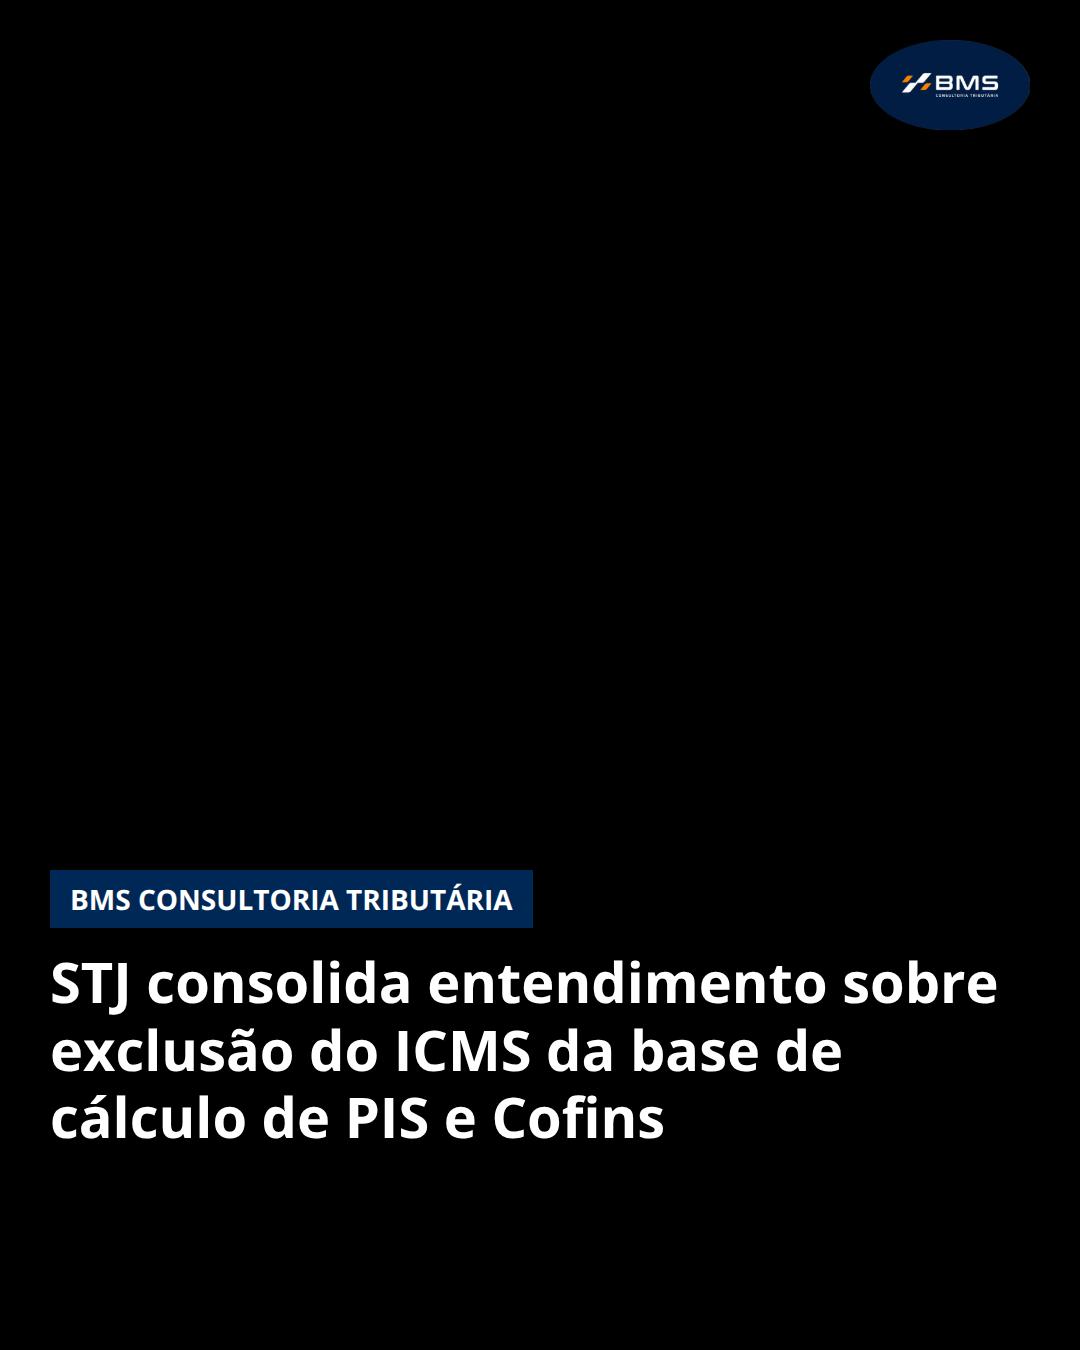 BMS
CONSULTORIA TRIBUTÁRIA
BMS CONSULTORIA TRIBUTÁRIA
STJ consolida entendimento sobre
exclusão do ICMS da base de
cálculo de PIS e Cofins